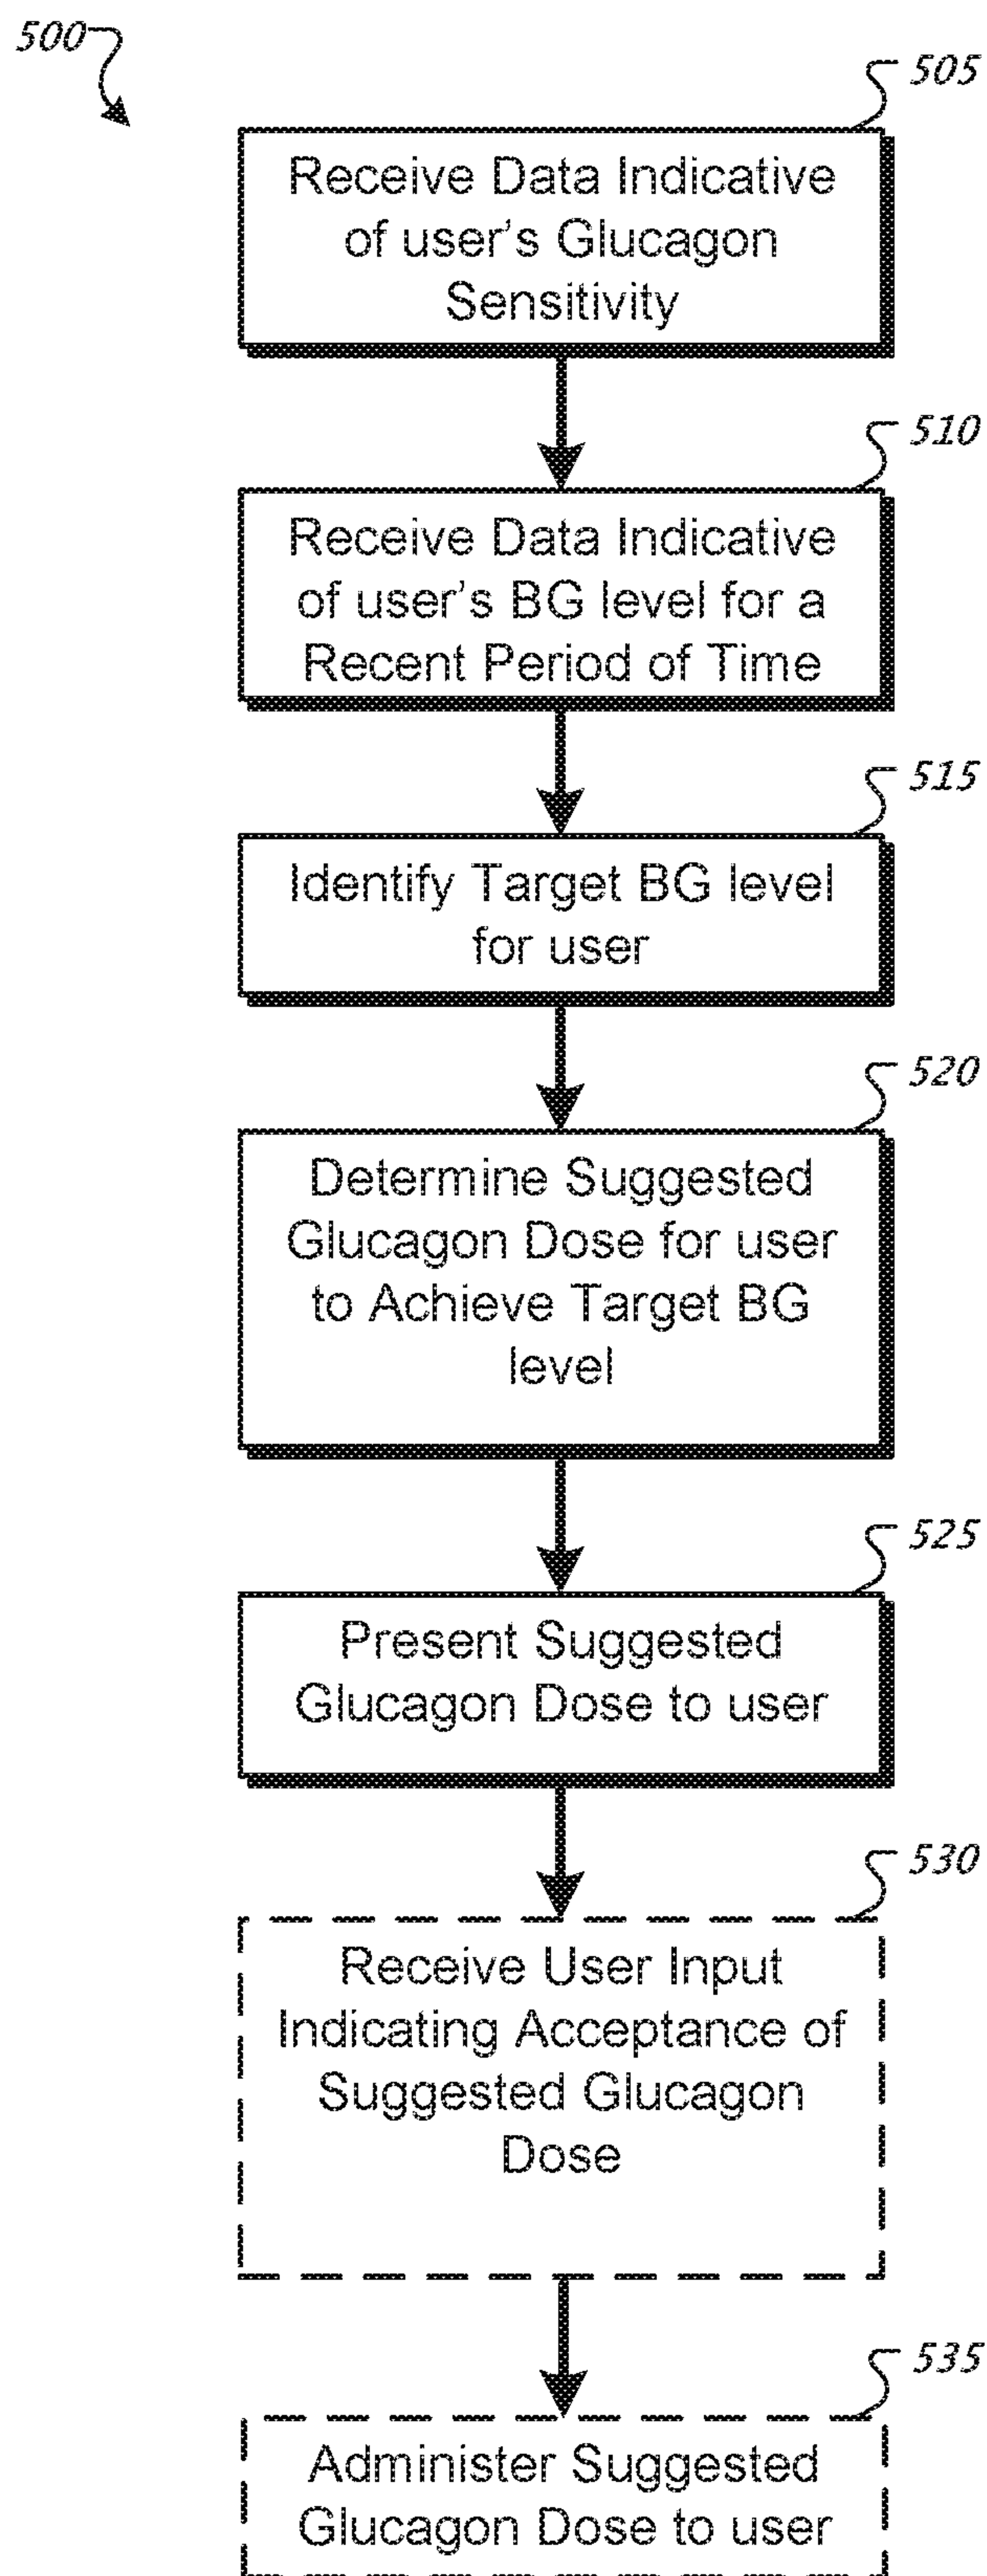 500
505
Receive Data Indicative
of user's Glucagon
Sensitivity
510
Receive Data Indicative
of user's BG level for a
Recent Period of Time
515
Identify Target BG level
for user
520
Determine Suggested
Glucagon Dose for user
to Achieve Target BG
level
525
Present Suggested
Glucagon Dose to user
530
Receive User Input
Indicating Acceptance of
Suggested Glucagon
Dose
535
Administer Suggested
Glucagon Dose to user